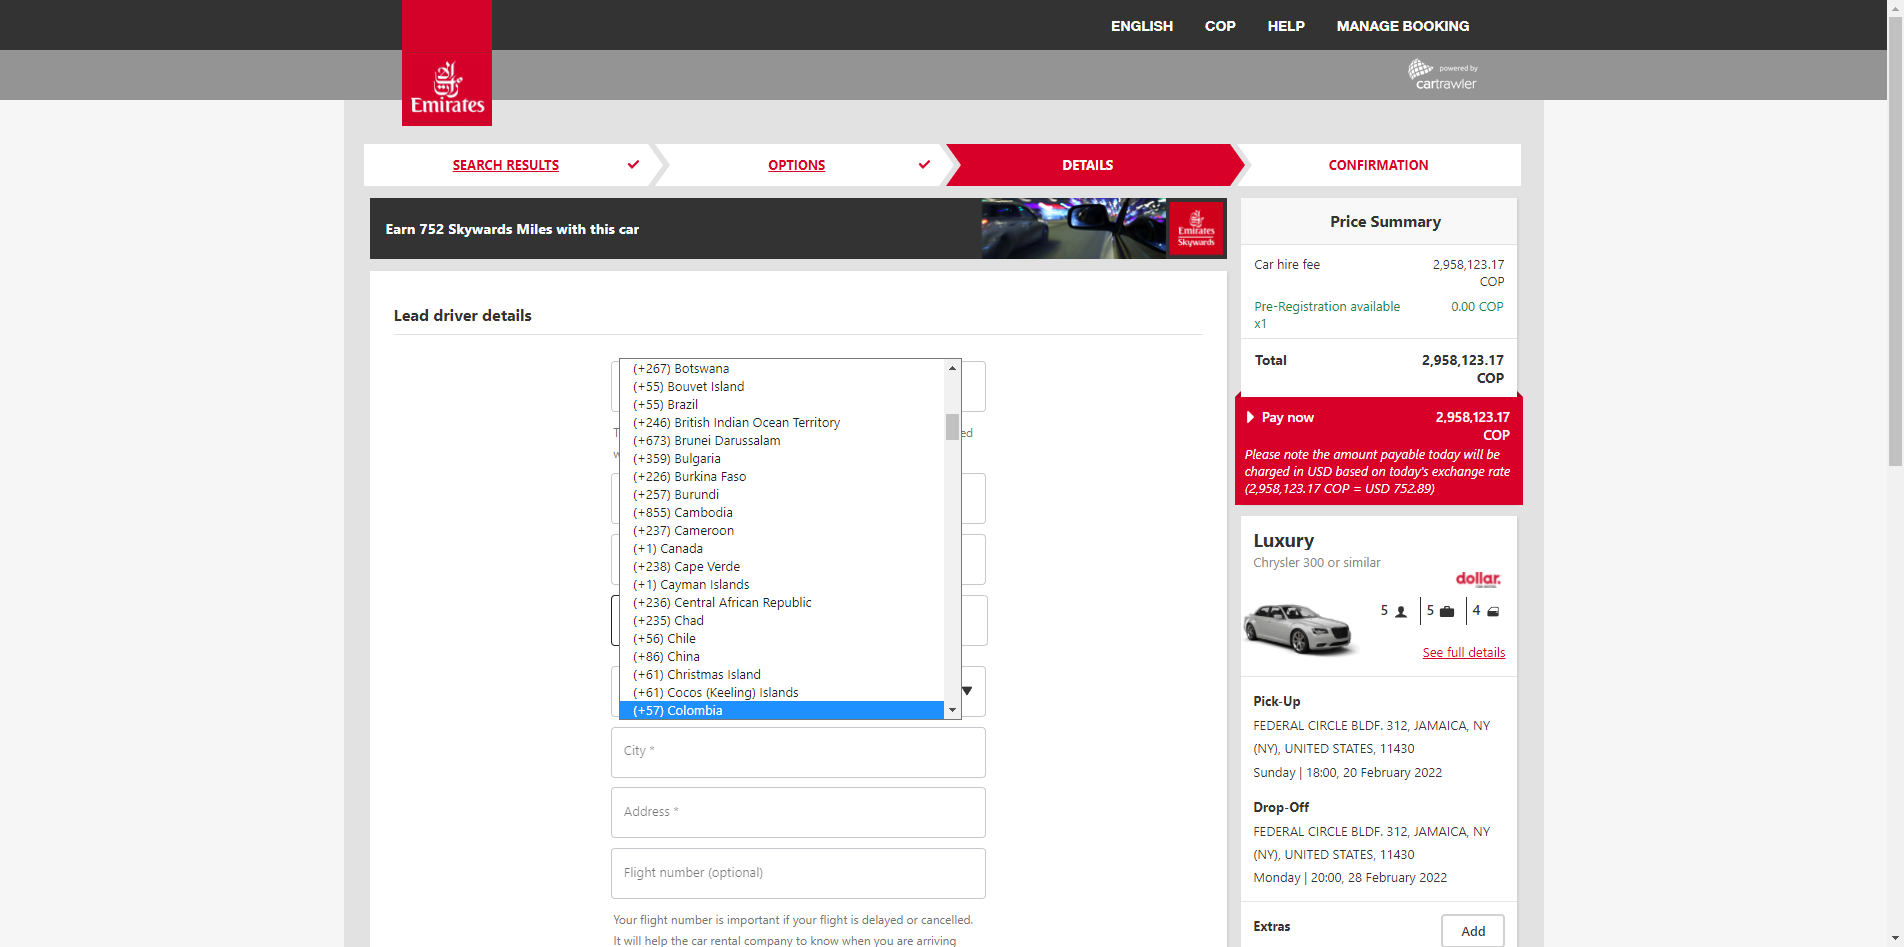 ENGLISH
COP
HELP
MANAGE BOOKING
Emirates
powered by
cartrawler
SEARCH RESULTS
OPTIONS
DETAILS
CONFIRMATION
Earn 752 Skywards Miles with this car
Emirates
Skywards
Lead driver details
(+267) Botswana
(+55) Bouvet Island
(+55) Brazil
(+246) British Indian Ocean Territory
(+673) Brunei Darussalam
(+359) Bulgaria
(+226) Burkina Faso
(+257) Burundi
(+855) Cambodia
(+237) Cameroon
(+1) Canada
(+238) Cape Verde
(+1) Cayman Islands
(+236) Central African Republic
(+235) Chad
(+56) Chile
(+86) China
(+61) Christmas Island
(+61) Cocos (Keeling) Islands
(+57) Colombia
City *
Address *
Flight number (optional)
Your flight number is important if your flight is delayed or cancelled.
It will help the car rental company to know when you are arriving
Price Summary
Car hire fee 2,958,123.17
COP
Pre-Registration available 0.00 COP
x1
Total 2,958,123.17
COP
Pay now 2,958,123.17
COP
Please note the amount payable today will be
charged in USD based on today's exchange rate
(2,958,123.17 COP = USD 752.89)
Luxury
Chrysler 300 or similar
dollar.
5 5 4
See full details
Pick-Up
FEDERAL CIRCLE BLDF. 312, JAMAICA, NY
(NY), UNITED STATES, 11430
Sunday | 18:00, 20 February 2022
Drop-Off
FEDERAL CIRCLE BLDF. 312, JAMAICA, NY
(NY), UNITED STATES, 11430
Monday | 20:00, 28 February 2022
Extras
Add